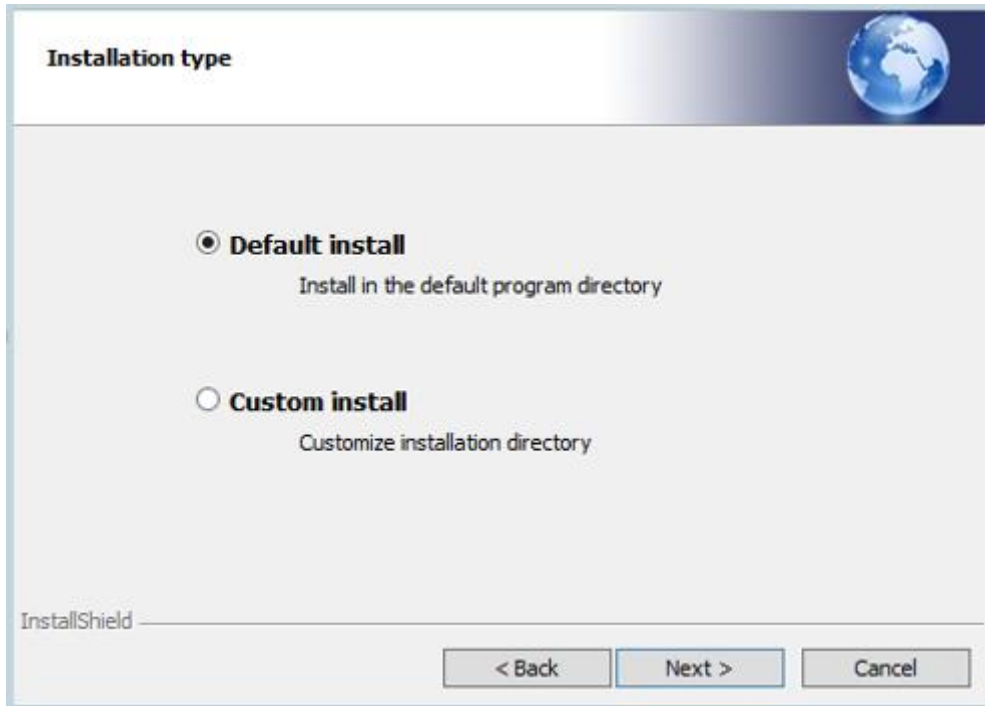 Installation type
Default install
Install in the default program directory
Custom install
Customize installation directory
InstallShield
< Back
Next >
Cancel